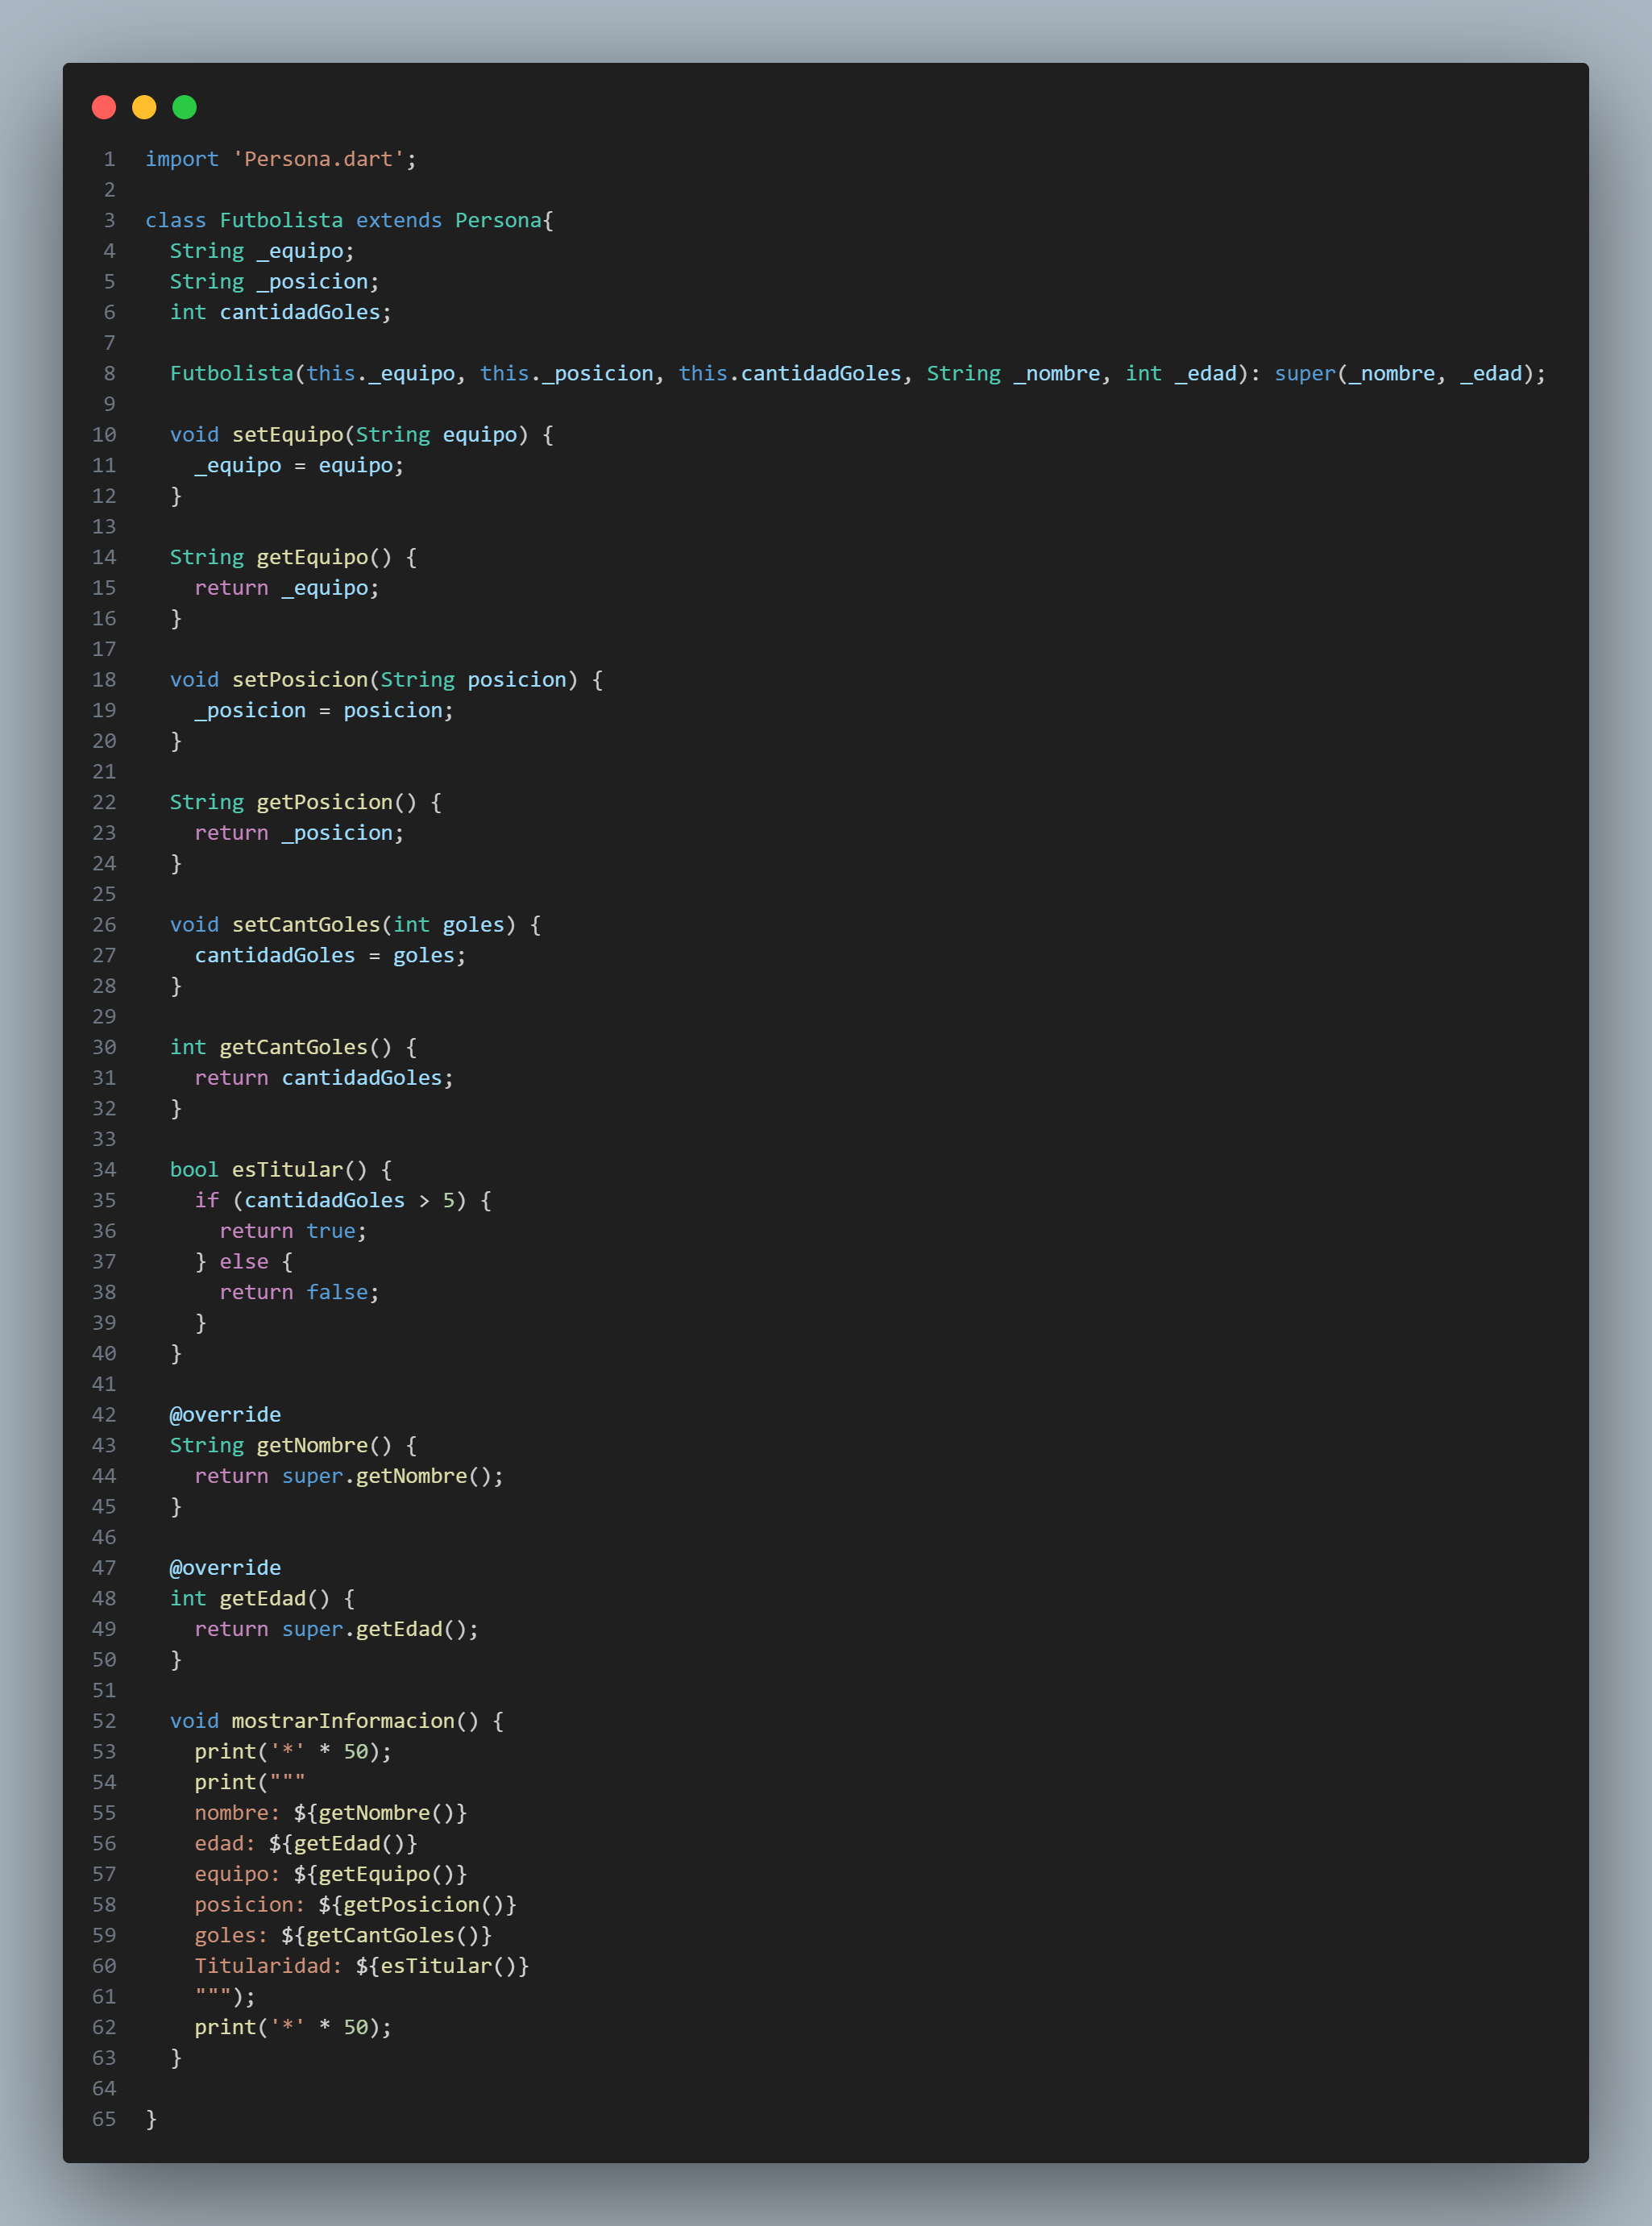 1 import 'Persona.dart';
2
3 class Futbolista extends Persona{
4   String _equipo;
5   String _posicion;
6   int cantidadGoles;
7
8   Futbolista(this._equipo, this._posicion, this.cantidadGoles, String _nombre, int _edad): super(_nombre, _edad);
9
10   void setEquipo(String equipo) {
11     _equipo = equipo;
12   }
13
14   String getEquipo() {
15     return _equipo;
16   }
17
18   void setPosicion(String posicion) {
19     _posicion = posicion;
20   }
21
22   String getPosicion() {
23     return _posicion;
24   }
25
26   void setCantGoles(int goles) {
27     cantidadGoles = goles;
28   }
29
30   int getCantGoles() {
31     return cantidadGoles;
32   }
33
34   bool esTitular() {
35     if (cantidadGoles > 5) {
36       return true;
37     } else {
38       return false;
39     }
40   }
41
42   @override
43   String getNombre() {
44     return super.getNombre();
45   }
46
47   @override
48   int getEdad() {
49     return super.getEdad();
50   }
51
52   void mostrarInformacion() {
53     print('*' * 50);
54     print("""
55     nombre: ${getNombre()}
56     edad: ${getEdad()}
57     equipo: ${getEquipo()}
58     posicion: ${getPosicion()}
59     goles: ${getCantGoles()}
60     Titularidad: ${esTitular()}
61     """);
62     print('*' * 50);
63   }
64
65 }